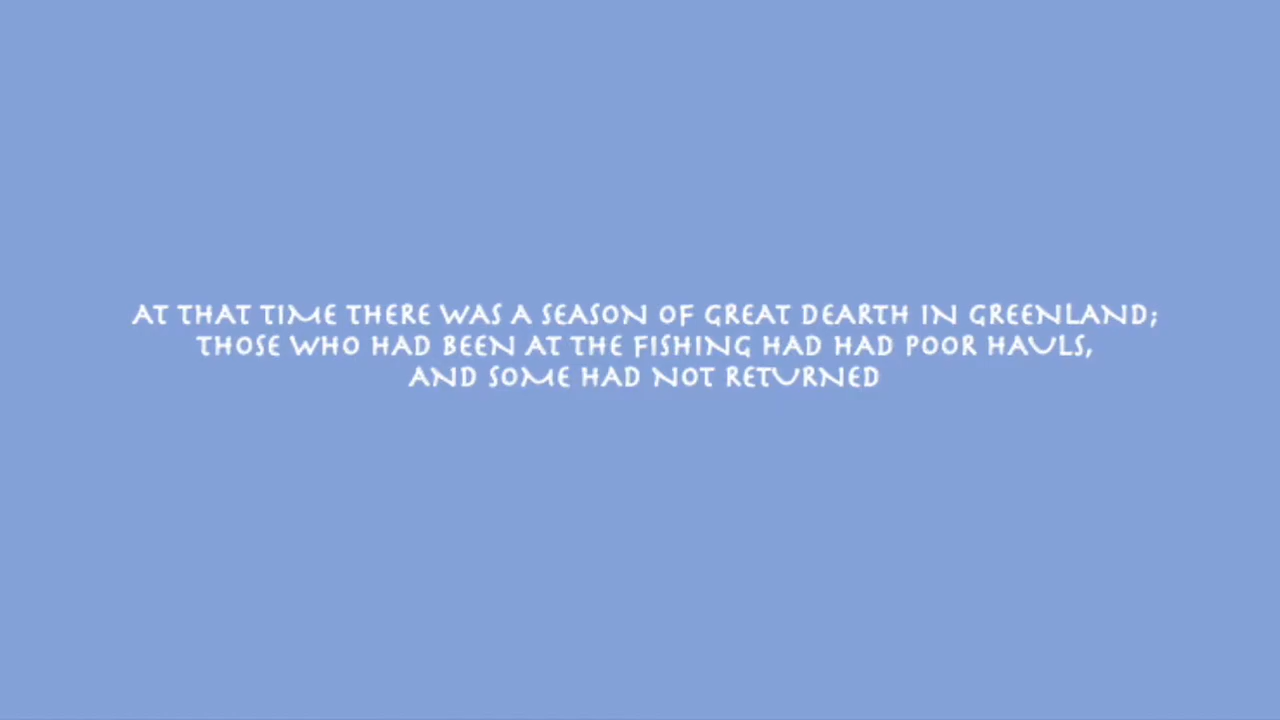 AT THAT TIME THERE WAS A SEASON OF GREAT DEARTH IN GREENLAND;
THOSE WHO HAD BEEN AT THE FISHING HAD HAD POOR HAULS,
AND SOME HAD NOT RETURNED